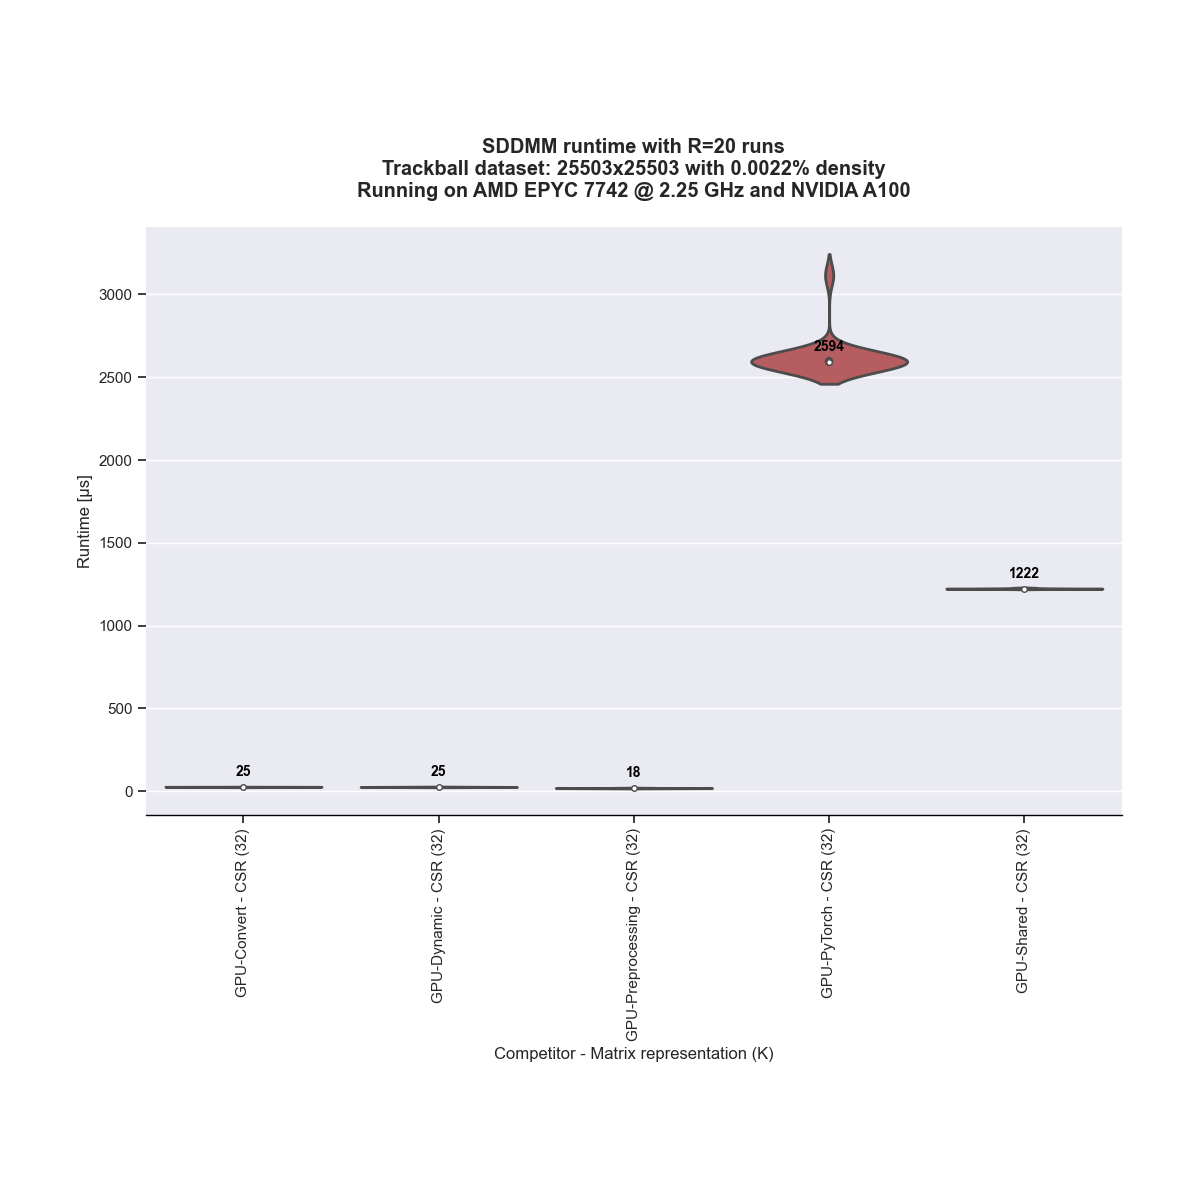 SDDMM runtime with R=20 runs
Trackball dataset: 25503x25503 with 0.0022% density
Running on AMD EPYC 7742 @ 2.25 GHz and NVIDIA A100
Runtime [µs]
3000
2500
2000
1500
1000
500
0
25
25
18
2594
1222
GPU-Convert - CSR (32)
GPU-Dynamic - CSR (32)
GPU-Preprocessing - CSR (32)
GPU-PyTorch - CSR (32)
GPU-Shared - CSR (32)
Competitor - Matrix representation (K)